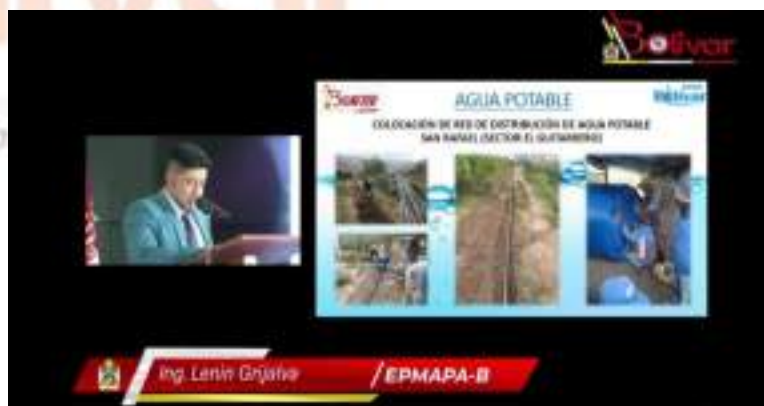 Bolívar
AGUA POTABLE
COLOCACIÓN DE RED DE DISTRIBUCIÓN DE AGUA POTABLE
SAN RAFAEL (SECTOR EL GUITARRERO)
Ing. Lenin Grijalva
/EPMAPA-B